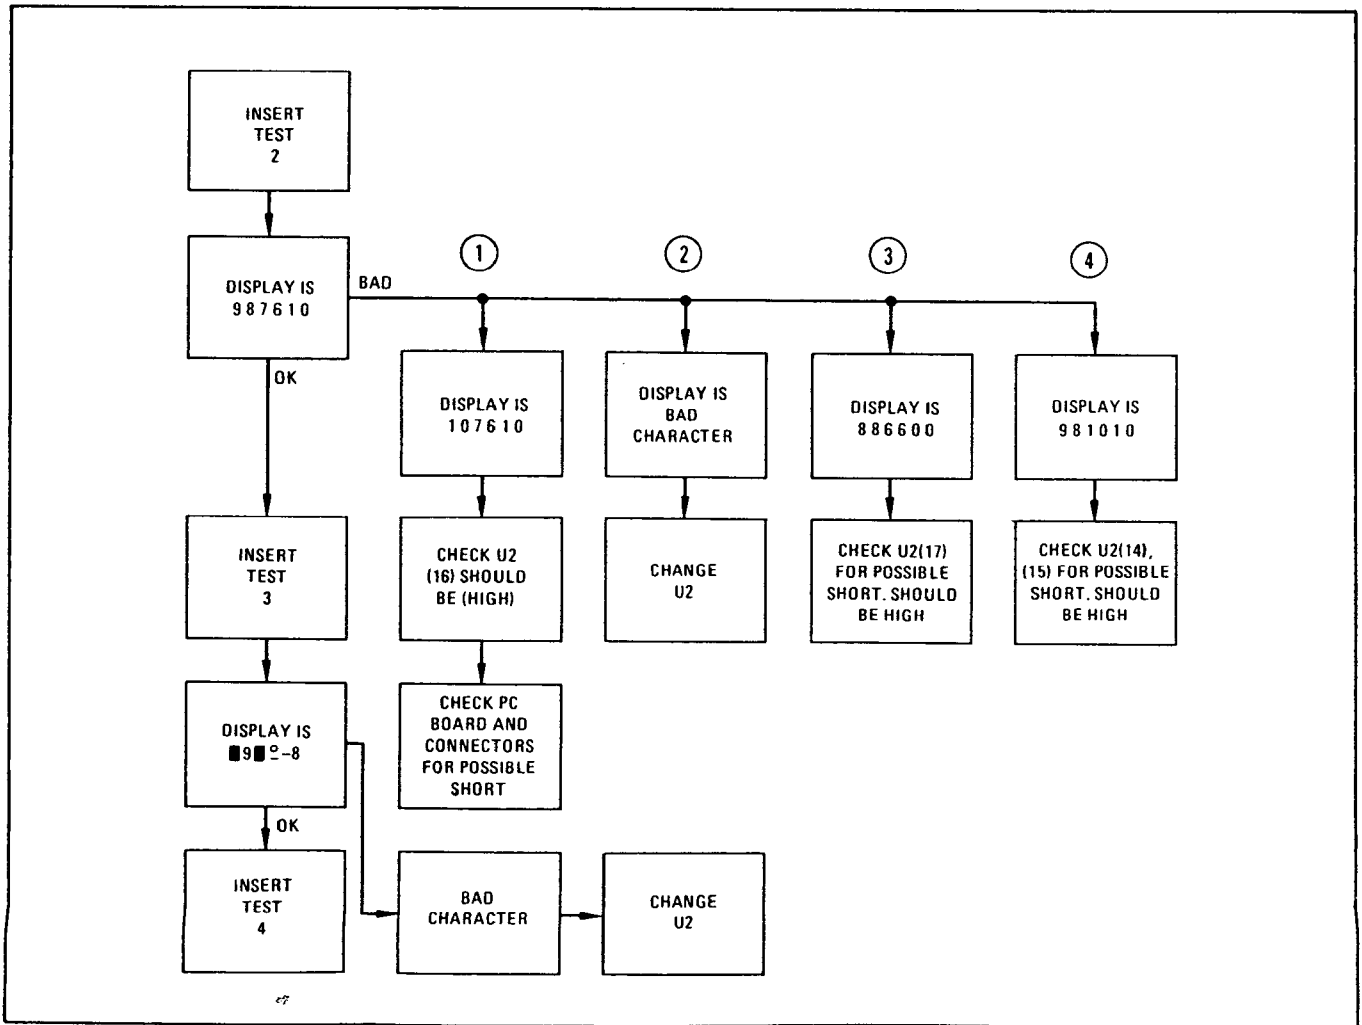 INSERT
TEST
2
DISPLAY IS
987610
BAD
OK
1
2
3
4
DISPLAY IS
107610
DISPLAY IS
BAD
CHARACTER
DISPLAY IS
886600
DISPLAY IS
981010
INSERT
TEST
3
CHECK U2
(16) SHOULD
BE (HIGH)
CHANGE
U2
CHECK U2(17)
FOR POSSIBLE
SHORT. SHOULD
BE HIGH
CHECK U2(14),
(15) FOR POSSIBLE
SHORT. SHOULD
BE HIGH
DISPLAY IS
█9█º–8
OK
CHECK PC
BOARD AND
CONNECTORS
FOR POSSIBLE
SHORT
INSERT
TEST
4
BAD
CHARACTER
CHANGE
U2